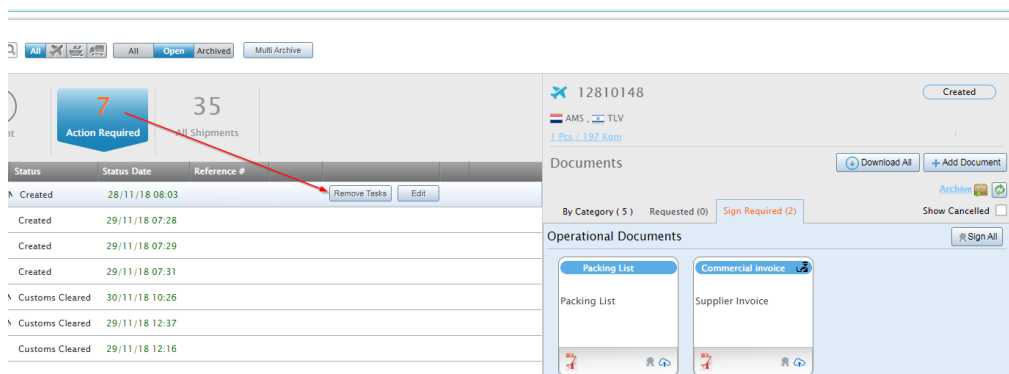 All
All Open Archived
Multi Archive
7
Action Required
35
All Shipments
Status Status Date Reference #
Created 28/11/18 08:03 Remove Tasks Edit
Created 29/11/18 07:28
Created 29/11/18 07:29
Created 29/11/18 07:31
Customs Cleared 30/11/18 10:26
Customs Cleared 29/11/18 12:37
Customs Cleared 29/11/18 12:16
12810148 Created
AMS , TLV
1 Pcs / 197 Kgm
Documents Download All + Add Document
Archive
By Category ( 5 ) Requested (0) Sign Required (2) Show Cancelled
Operational Documents Sign All
Packing List
Packing List
Commercial invoice
Supplier Invoice